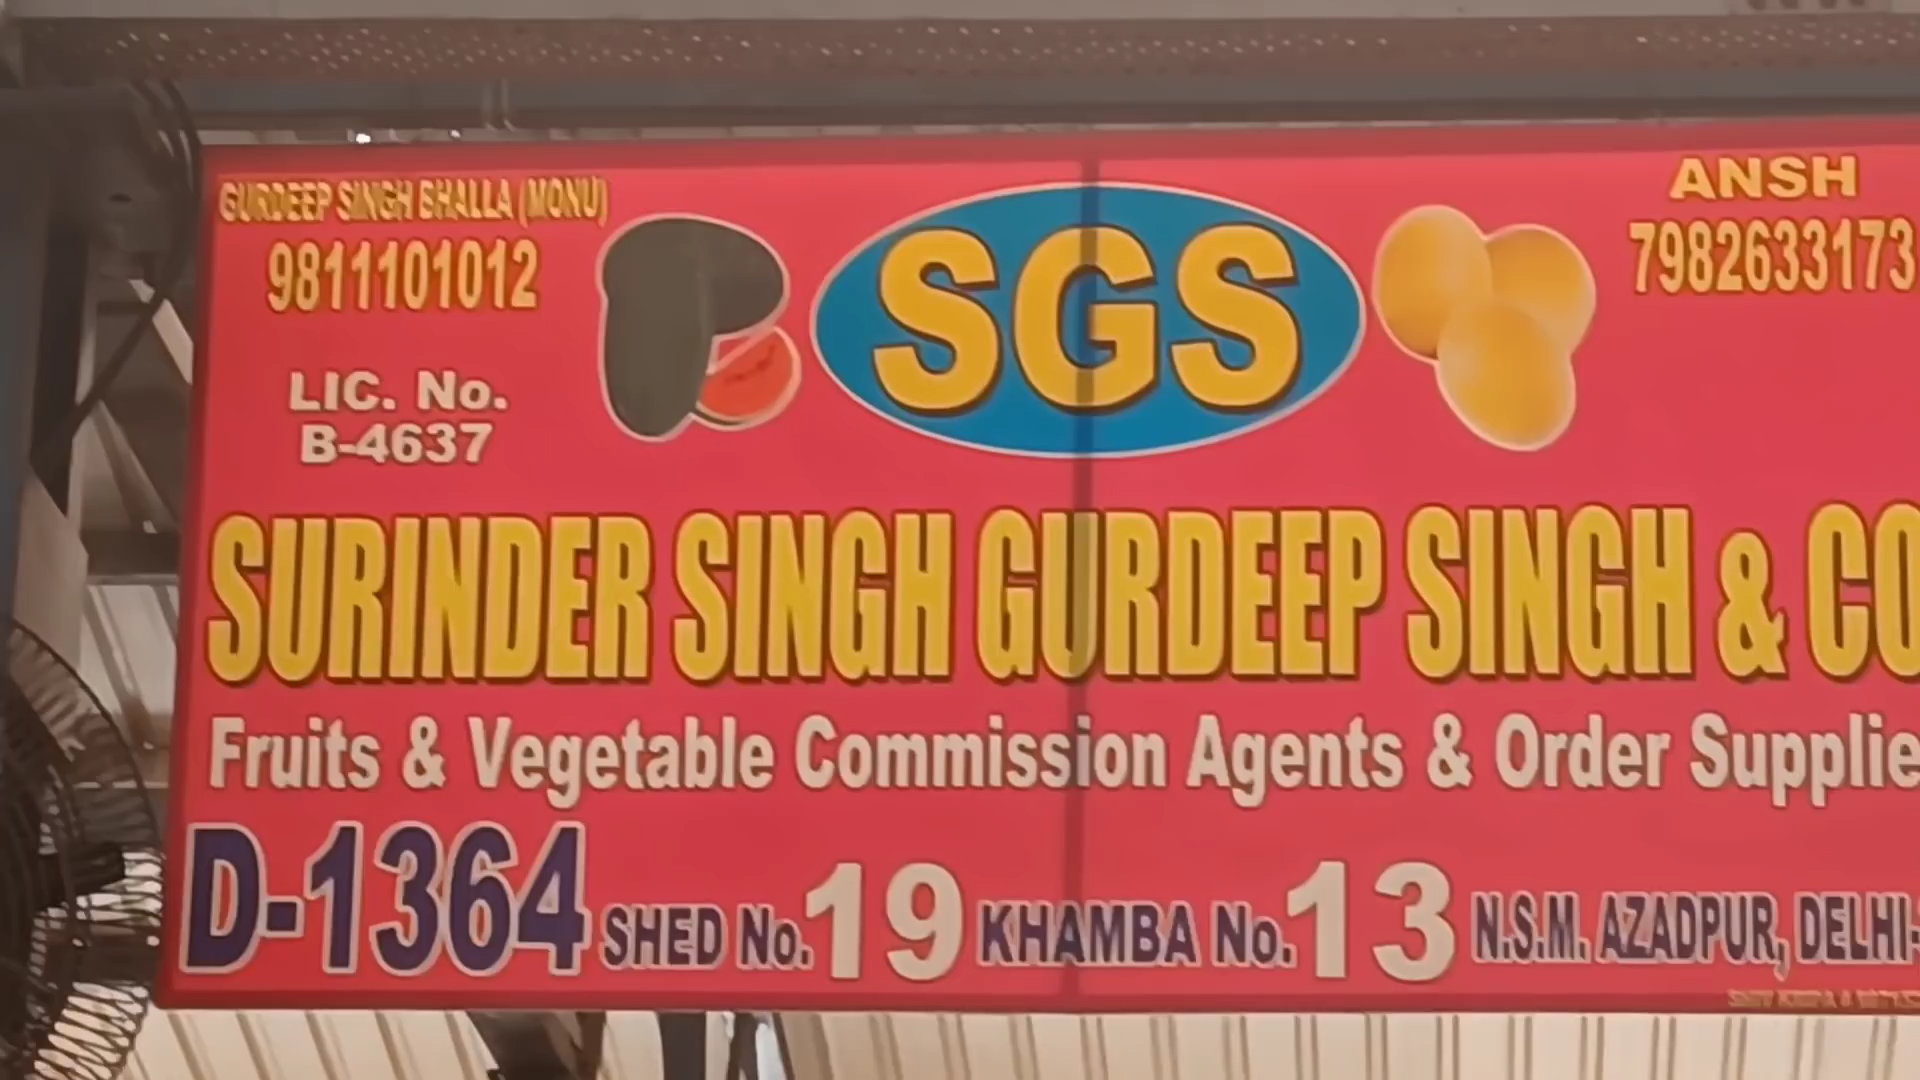 GURDEEP SINGH BHALLA (MONU)
9811101012
LIC. No.
B-4637
SGS
ANSH
7982633173
SURINDER SINGH GURDEEP SINGH & CO
Fruits & Vegetable Commission Agents & Order Supplie
D-1364 SHED No. 19 KHAMBA No. 13 N.S.M. AZADPUR, DELHI-